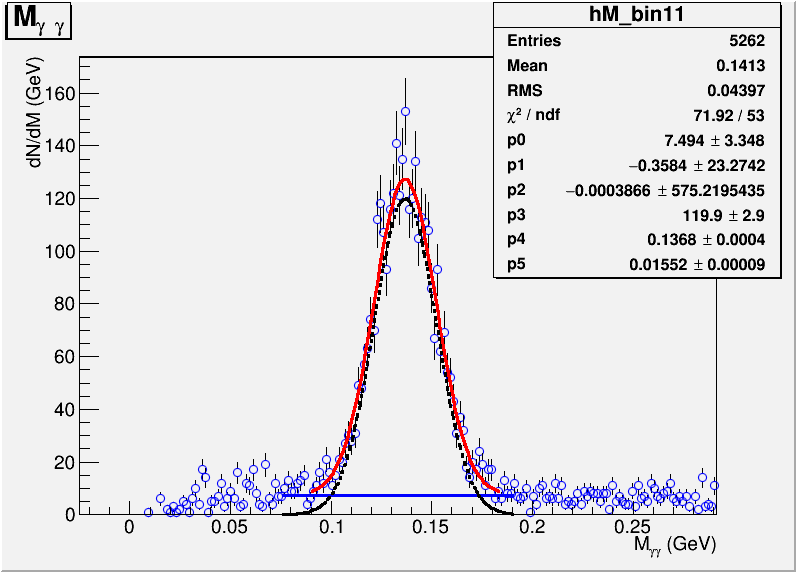 M γ γ
hM_bin11
Entries 5262
Mean 0.1413
RMS 0.04397
χ² / ndf 71.92 / 53
p0 7.494 ± 3.348
p1 −0.3584 ± 23.2742
p2 −0.0003866 ± 575.2195435
p3 119.9 ± 2.9
p4 0.1368 ± 0.0004
p5 0.01552 ± 0.00009
dN/dM (GeV)
160
140
120
100
80
60
40
20
0
0 0.05 0.1 0.15 0.2 0.25
M γγ (GeV)